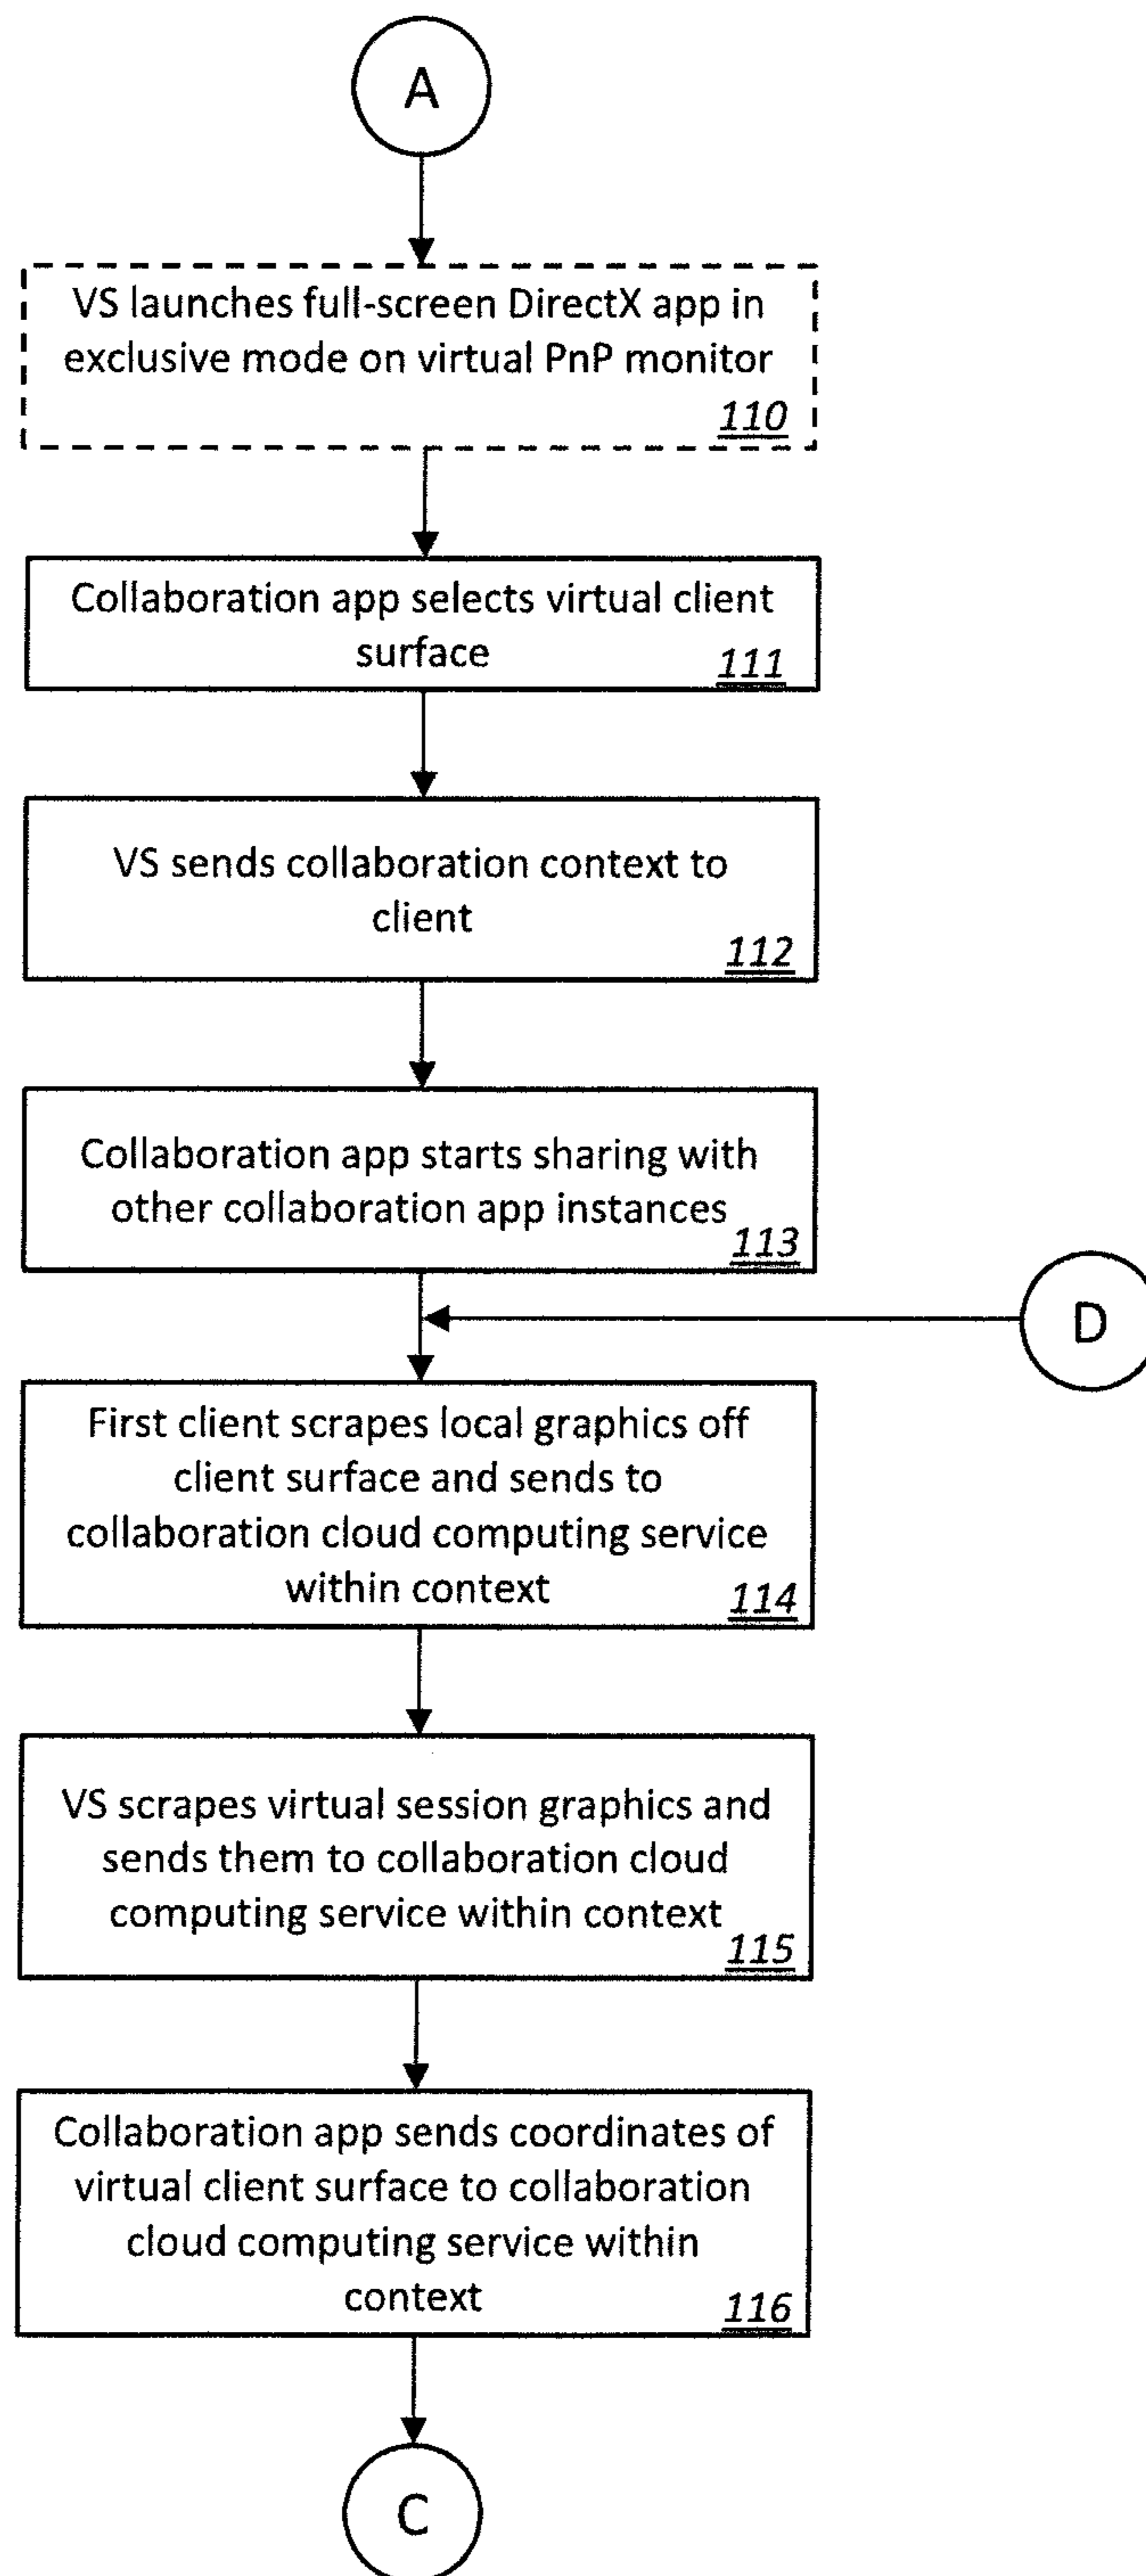 A
VS launches full-screen DirectX app in
exclusive mode on virtual PnP monitor
110
Collaboration app selects virtual client
surface
111
VS sends collaboration context to
client
112
Collaboration app starts sharing with
other collaboration app instances
113
D
First client scrapes local graphics off
client surface and sends to
collaboration cloud computing service
within context
114
VS scrapes virtual session graphics and
sends them to collaboration cloud
computing service within context
115
Collaboration app sends coordinates of
virtual client surface to collaboration
cloud computing service within
context
116
C